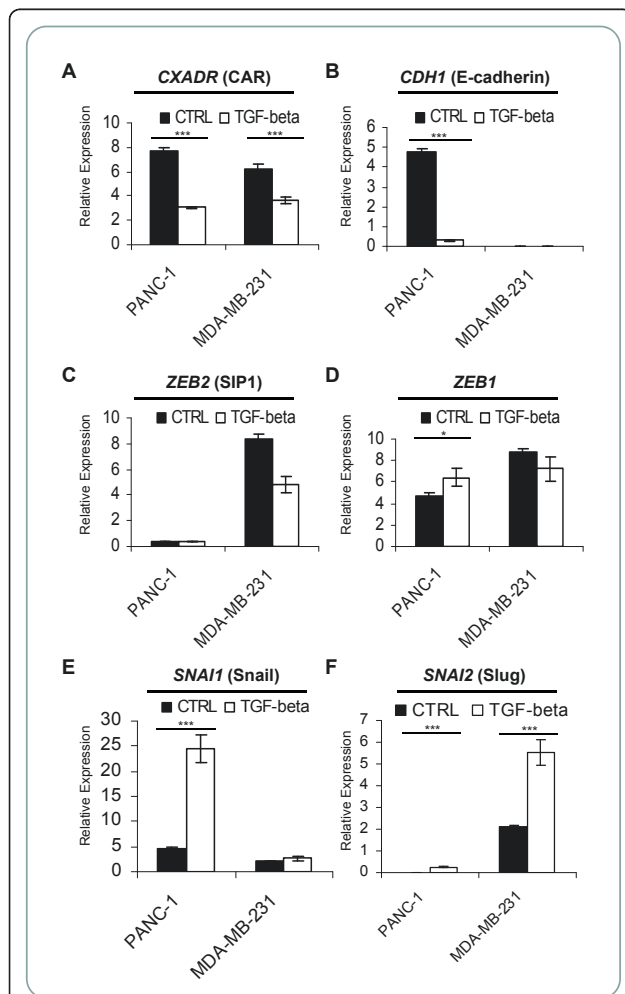 A
CXADR (CAR)
CTRL TGF-beta
*** ***
Relative Expression
10
8
6
4
2
0
PANC-1
MDA-MB-231
B
CDH1 (E-cadherin)
CTRL TGF-beta
***
Relative Expression
6
5
4
3
2
1
0
PANC-1
MDA-MB-231
C
ZEB2 (SIP1)
CTRL TGF-beta
Relative Expression
10
8
6
4
2
0
PANC-1
MDA-MB-231
D
ZEB1
CTRL TGF-beta
*
Relative Expression
10
8
6
4
2
0
PANC-1
MDA-MB-231
E
SNAI1 (Snail)
CTRL TGF-beta
***
Relative Expression
30
25
20
15
10
5
0
PANC-1
MDA-MB-231
F
SNAI2 (Slug)
CTRL TGF-beta
*** ***
Relative Expression
7
6
5
4
3
2
1
0
PANC-1
MDA-MB-231